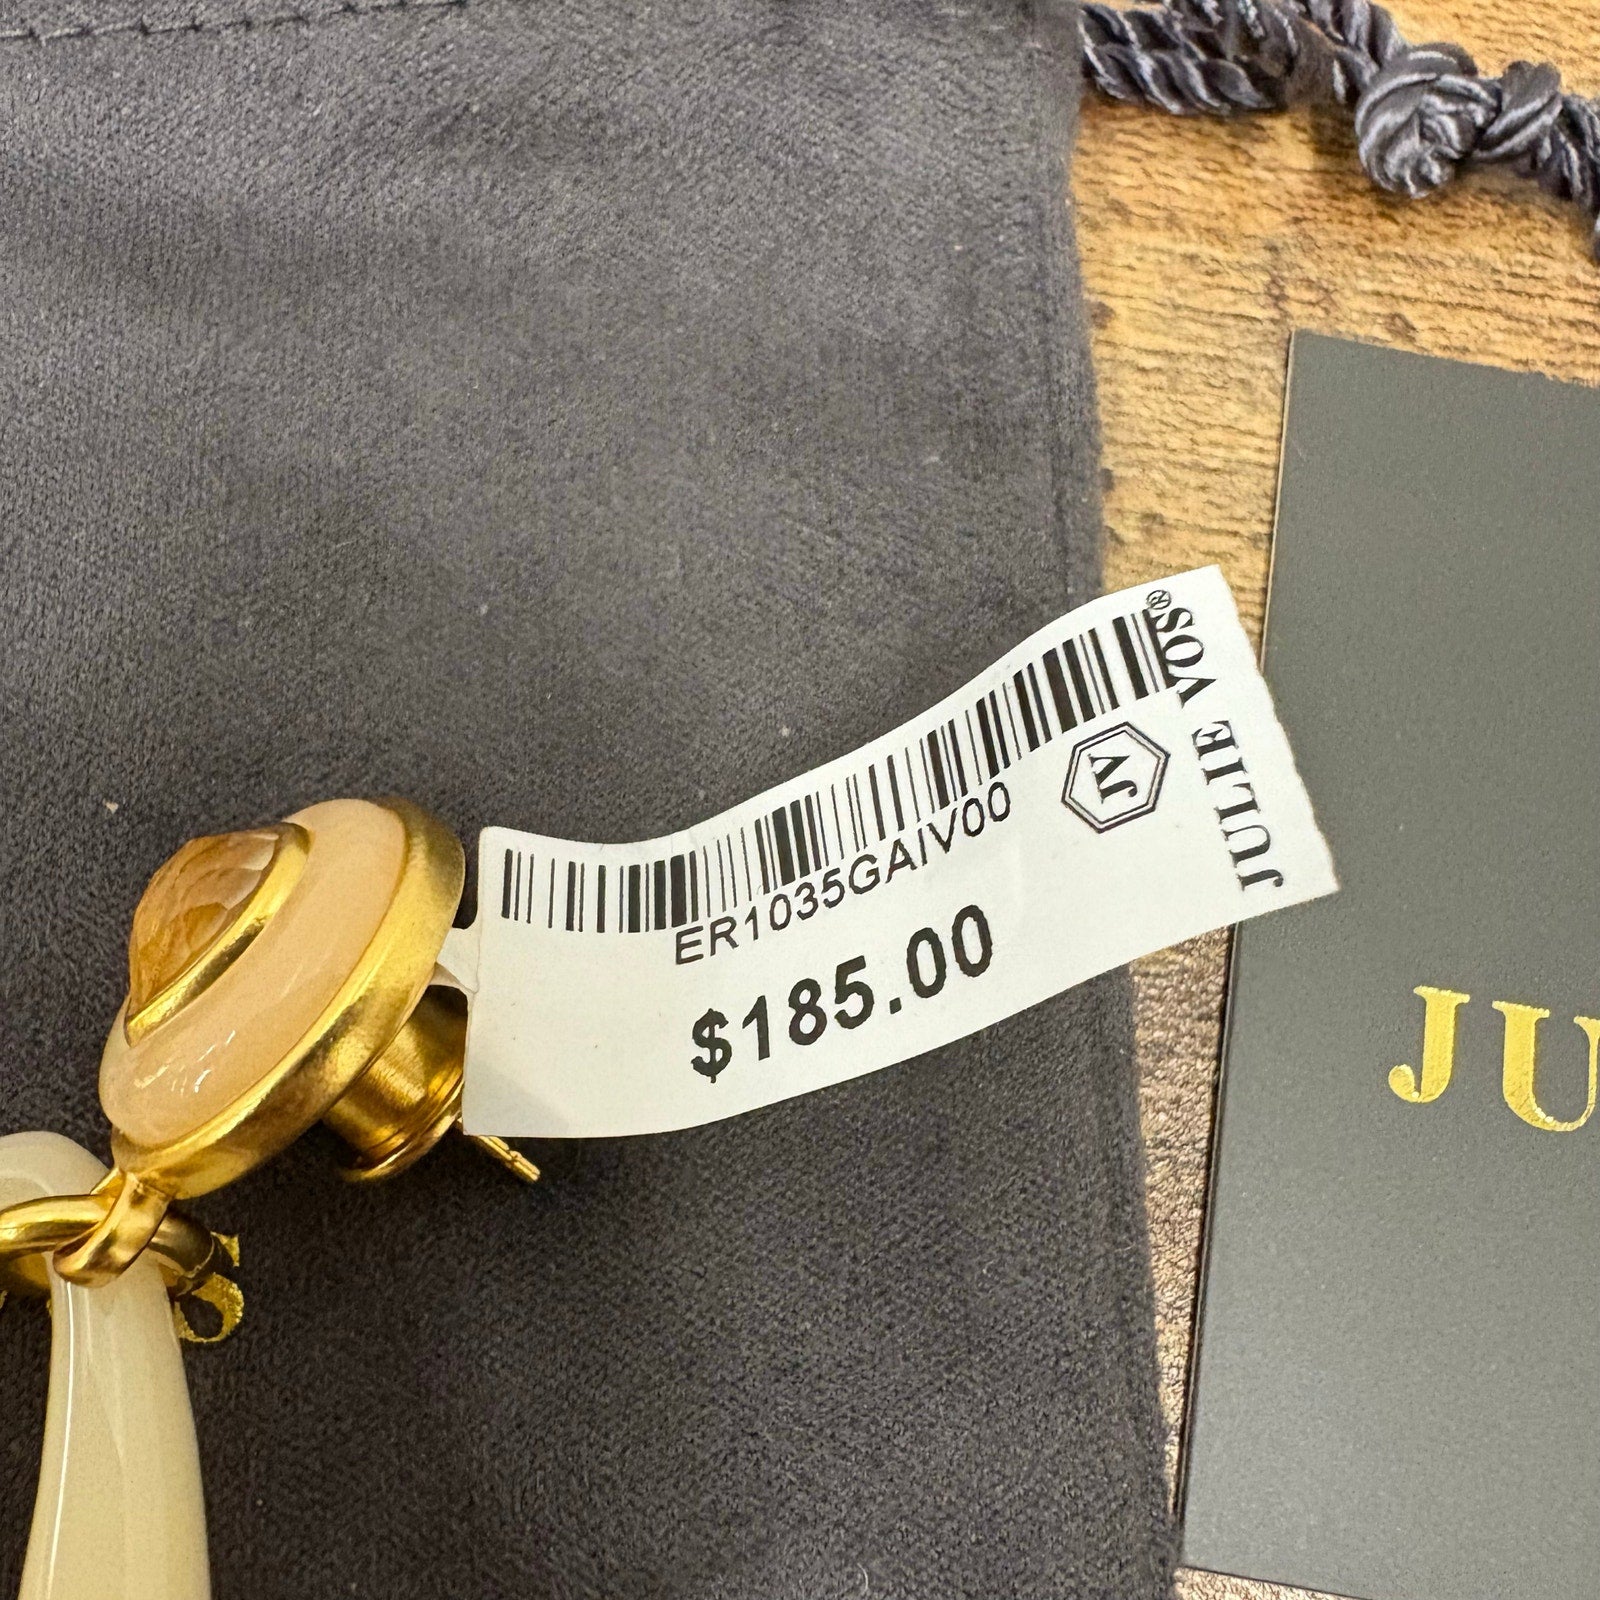 ER1035GAIV00
$185.00
JV
JULIE VOS®
JU